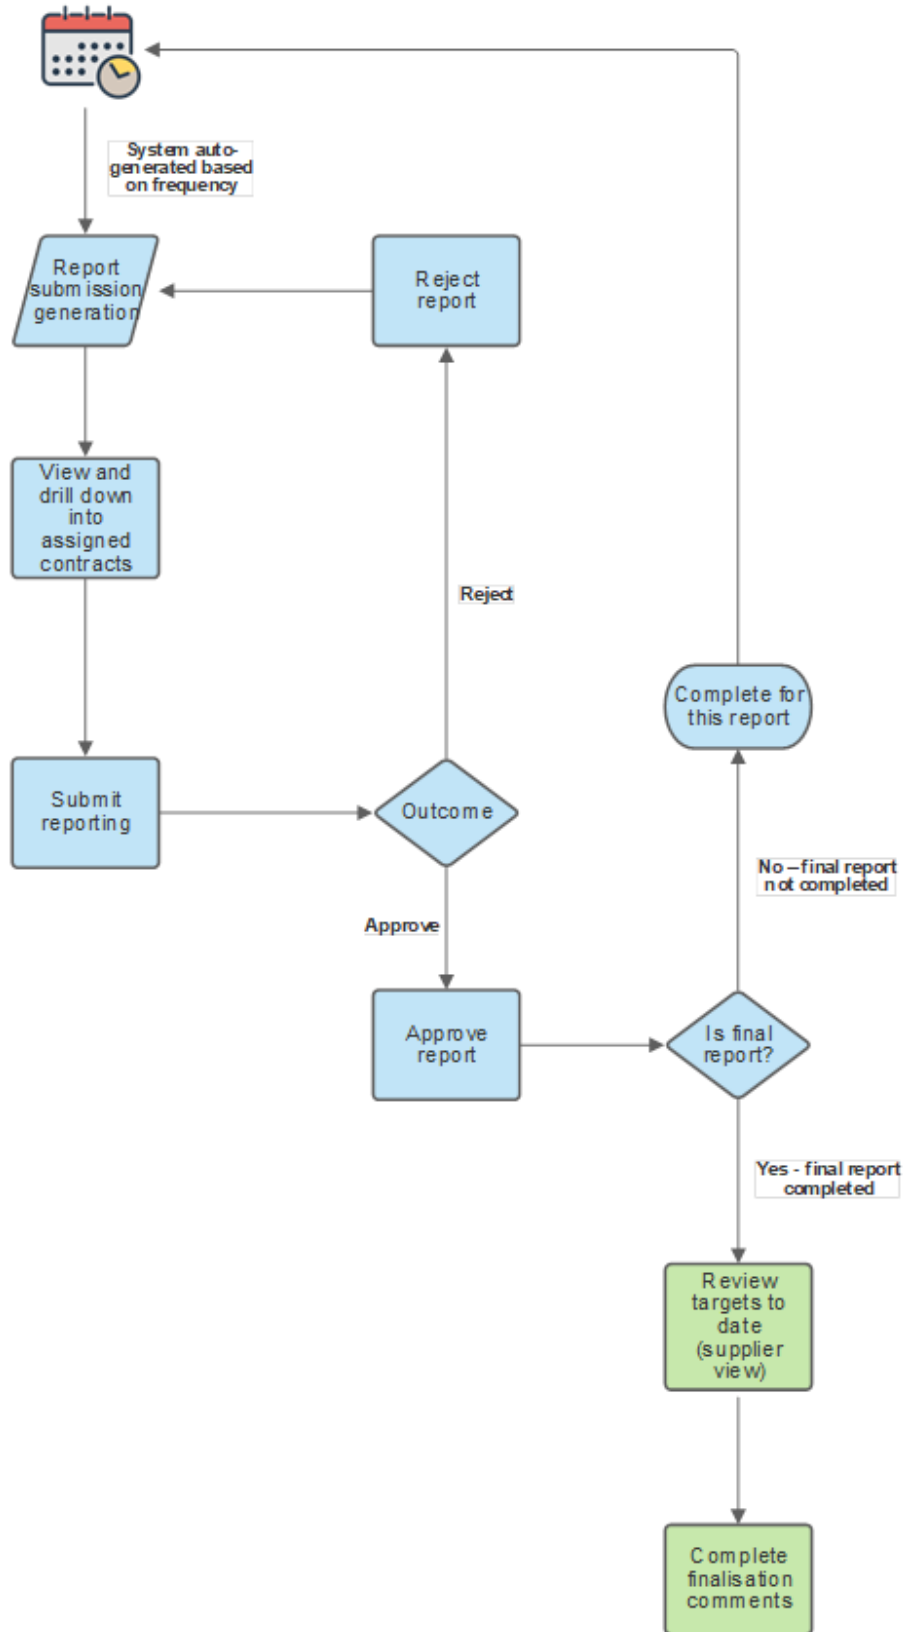 System auto-
generated based
on frequency
Report
submission
generation
Reject
report
View and
drill down
into
assigned
contracts
Reject
Complete for
this report
Submit
reporting
Outcome
No – final report
not completed
Approve
Approve
report
Is final
report?
Yes - final report
completed
Review
targets to
date
(supplier
view)
Complete
finalisation
comments